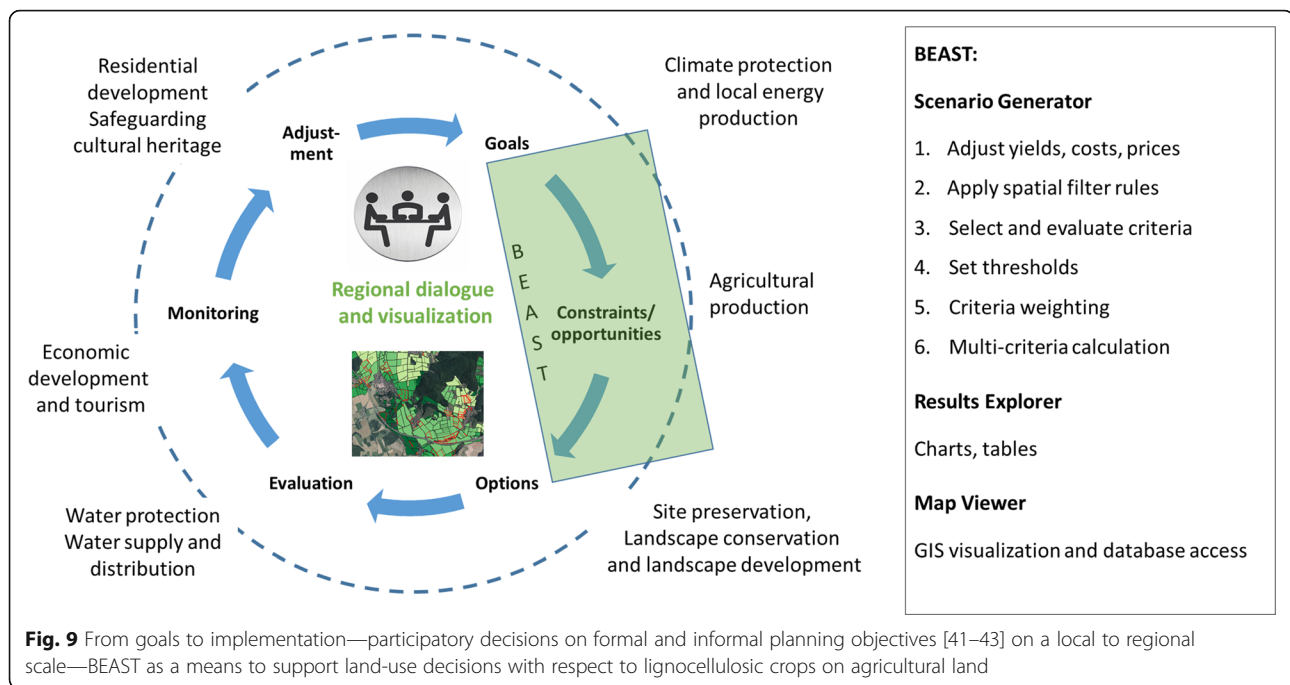 Residential
development
Safeguarding
cultural heritage
Climate protection
and local energy
production
Adjust-
ment
Goals
Regional dialogue
and visualization
B
E
A
S
T
Constraints/
opportunities
Agricultural
production
Monitoring
Economic
development
and tourism
Evaluation
Options
Water protection
Water supply and
distribution
Site preservation,
Landscape conservation
and landscape development
BEAST:
Scenario Generator
1. Adjust yields, costs, prices
2. Apply spatial filter rules
3. Select and evaluate criteria
4. Set thresholds
5. Criteria weighting
6. Multi-criteria calculation
Results Explorer
Charts, tables
Map Viewer
GIS visualization and database access
Fig. 9 From goals to implementation—participatory decisions on formal and informal planning objectives [41–43] on a local to regional
scale—BEAST as a means to support land-use decisions with respect to lignocellulosic crops on agricultural land